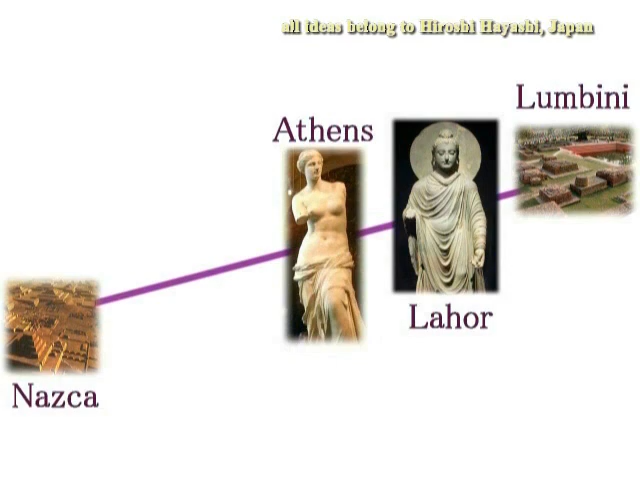 all ideas belong to Hiroshi Hayashi, Japan
Lumbini
Athens
Lahor
Nazca